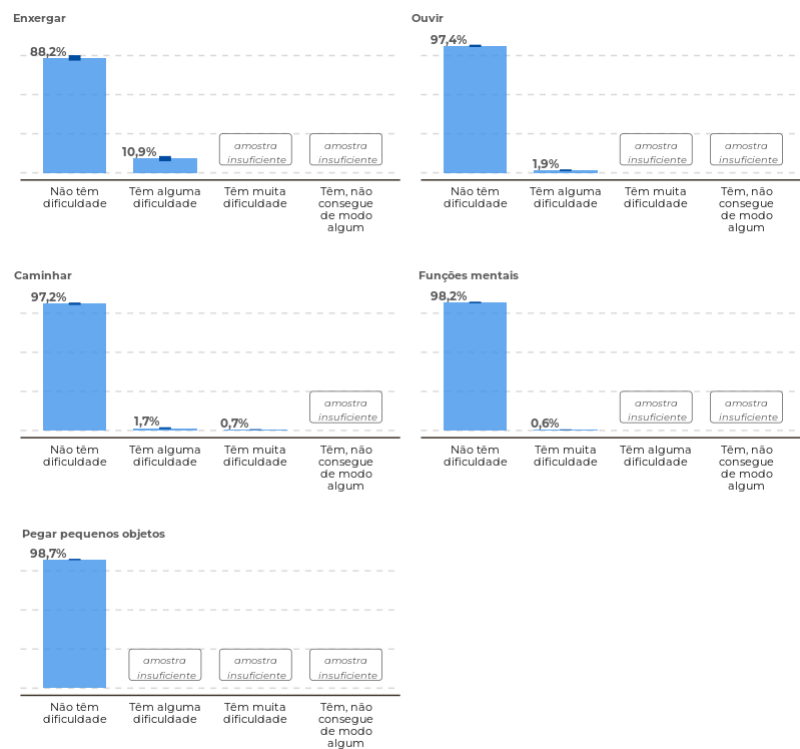 Enxergar
88,2%
10,9%
amostra
insuficiente
amostra
insuficiente
Não têm
dificuldade
Têm alguma
dificuldade
Têm muita
dificuldade
Têm, não
consegue
de modo
algum
Ouvir
97,4%
1,9%
amostra
insuficiente
amostra
insuficiente
Não têm
dificuldade
Têm alguma
dificuldade
Têm muita
dificuldade
Têm, não
consegue
de modo
algum
Caminhar
97,2%
1,7%
0,7%
amostra
insuficiente
Não têm
dificuldade
Têm alguma
dificuldade
Têm muita
dificuldade
Têm, não
consegue
de modo
algum
Funções mentais
98,2%
0,6%
amostra
insuficiente
amostra
insuficiente
Não têm
dificuldade
Têm muita
dificuldade
Têm alguma
dificuldade
Têm, não
consegue
de modo
algum
Pegar pequenos objetos
98,7%
amostra
insuficiente
amostra
insuficiente
amostra
insuficiente
Não têm
dificuldade
Têm alguma
dificuldade
Têm muita
dificuldade
Têm, não
consegue
de modo
algum